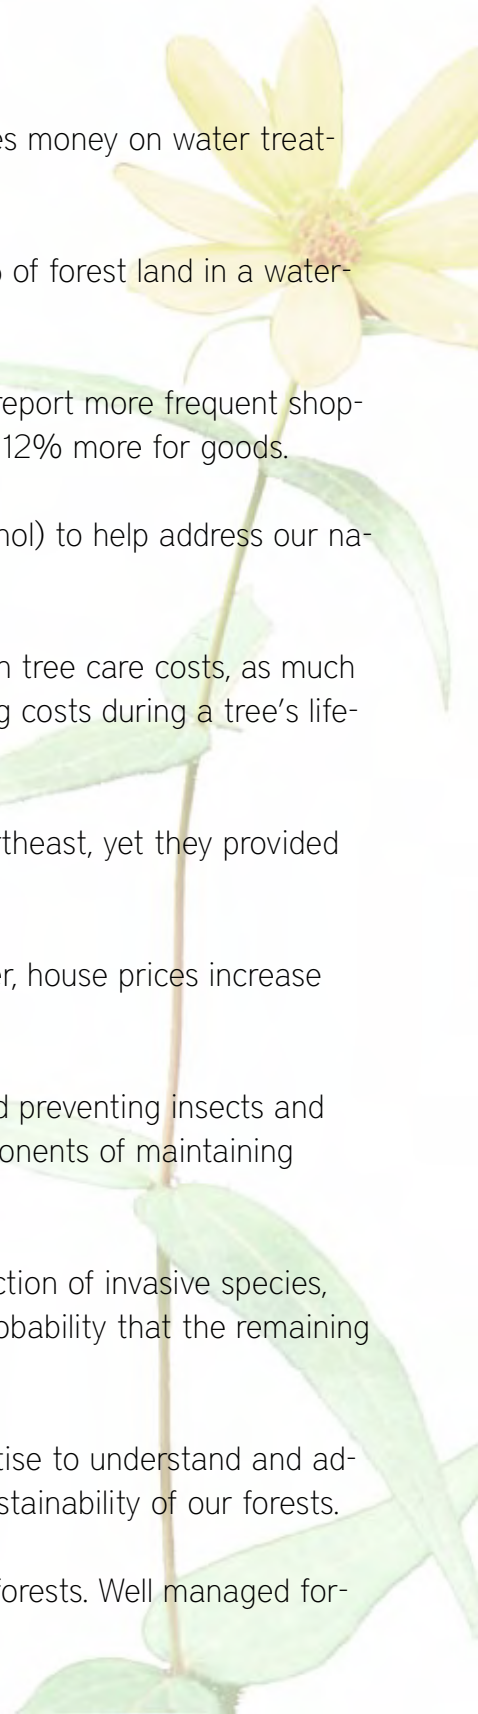 es money on water treat-
of forest land in a water-
report more frequent shop-
12% more for goods.
nol) to help address our na-
n tree care costs, as much
g costs during a tree's life-
rtheast, yet they provided
er, house prices increase
d preventing insects and
onents of maintaining
ction of invasive species,
obability that the remaining
tise to understand and ad-
stainability of our forests.
forests. Well managed for-